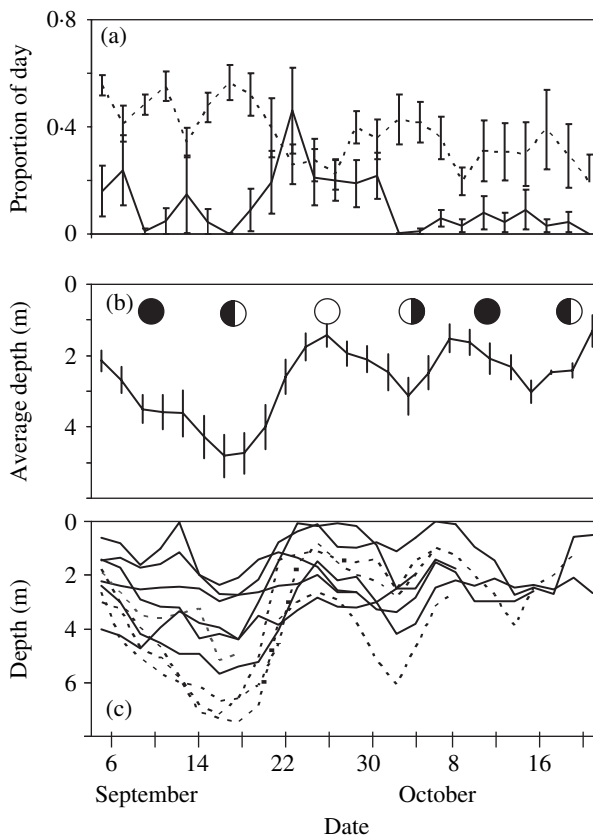 0·8
(a)
0·4
0
Proportion of day
0
(b)
2
4
Average depth (m)
0
2
4
6
(c)
Depth (m)
6 14 22 30 8 16
September October
Date